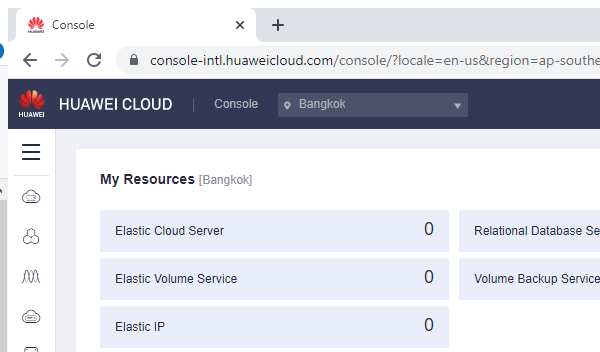 Console
console-intl.huaweicloud.com/console/?locale=en-us&region=ap-southe
HUAWEI
HUAWEI CLOUD
Console
Bangkok
My Resources [Bangkok]
Elastic Cloud Server 0
Relational Database Se
Elastic Volume Service 0
Volume Backup Service
Elastic IP 0